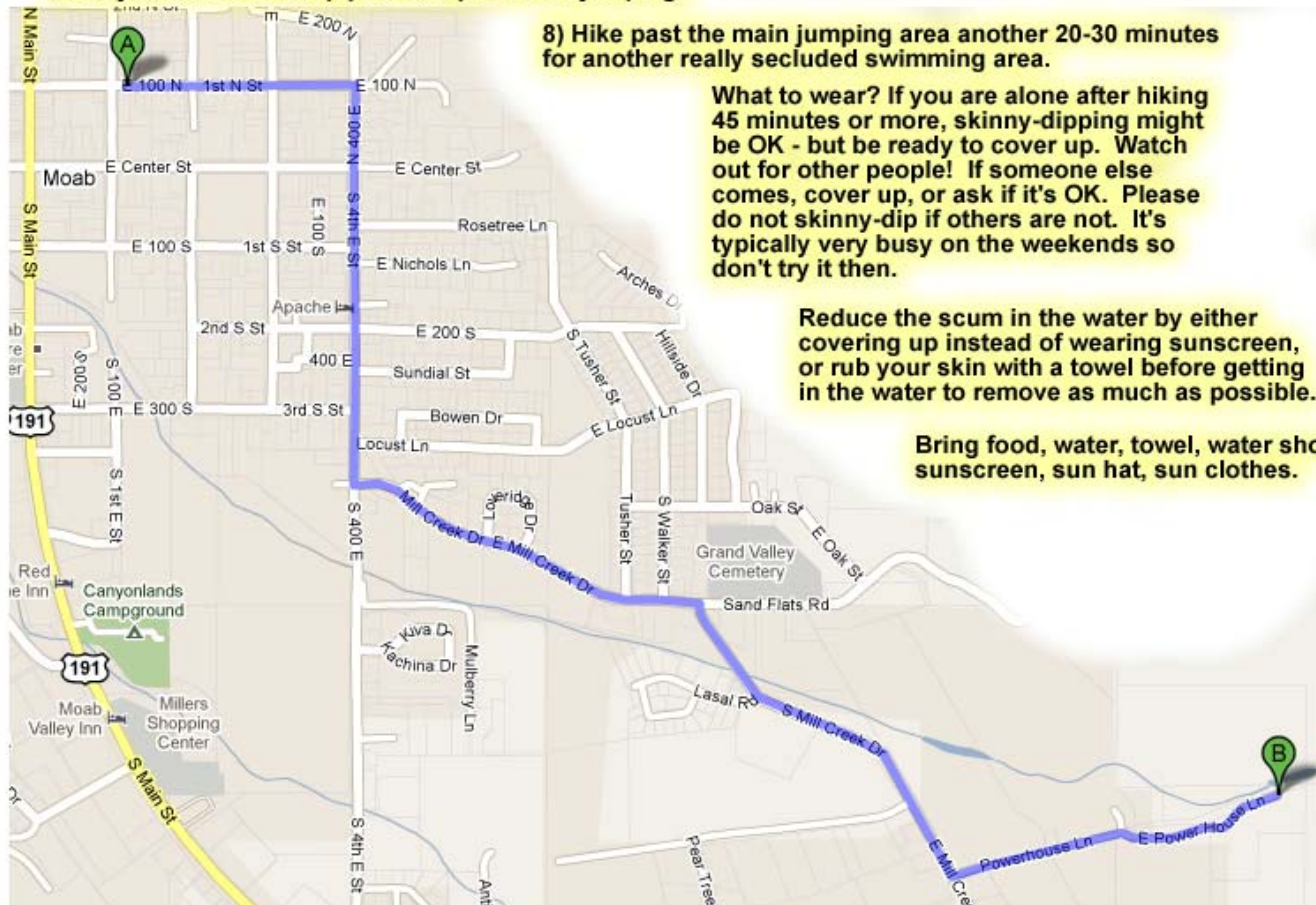 8) Hike past the main jumping area another 20-30 minutes
for another really secluded swimming area.
What to wear? If you are alone after hiking
45 minutes or more, skinny-dipping might
be OK - but be ready to cover up. Watch
out for other people! If someone else
comes, cover up, or ask if it's OK. Please
do not skinny-dip if others are not. It's
typically very busy on the weekends so
don't try it then.
Reduce the scum in the water by either
covering up instead of wearing sunscreen,
or rub your skin with a towel before getting
in the water to remove as much as possible.
Bring food, water, towel, water sho
sunscreen, sun hat, sun clothes.
N Main St
2nd N St
E 200 N
A
E 100 N
1st N St
E 100 N
E 400 N
E Center St
E Center St
Moab
S Main St
E 100 S
S 4th E St
Rosetree Ln
E 100 S
1st S St
E Nichols Ln
Arches D
Apache
2nd S St
E 200 S
S Tusher St
Hillside Dr
E 200 S
S 100 E
400 E
Sundial St
E 300 S
3rd S St
Bowen Dr
E Locust Ln
191
Locust Ln
S 1st E St
S 400 E
Mill Creek Dr
E Mill Creek Dr
Tusher St
S Walker St
Oak St
E Oak St
Grand Valley
Cemetery
Sand Flats Rd
Red
e Inn
Canyonlands
Campground
Kiva D
Kachina Dr
Mulberry Ln
191
Lasal R
Moab
Valley Inn
Millers
Shopping
Center
S Mill Creek Dr
B
S Main St
Powerhouse Ln
E Power House Ln
E Mill Cre
Pear Tree
S 4th E St
Ant
Dr